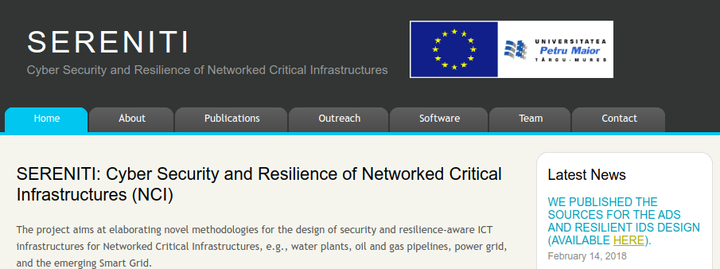 SERENITI
Cyber Security and Resilience of Networked Critical Infrastructures
UNIVERSITATEA
Petru Maior
TÂRGU-MUREȘ
Home
About
Publications
Outreach
Software
Team
Contact
SERENITI: Cyber Security and Resilience of Networked Critical
Infrastructures (NCI)
The project aims at elaborating novel methodologies for the design of security and resilience-aware ICT
infrastructures for Networked Critical Infrastructures, e.g., water plants, oil and gas pipelines, power grid,
and the emerging Smart Grid.
Latest News
WE PUBLISHED THE
SOURCES FOR THE ADS
AND RESILIENT IDS DESIGN
(AVAILABLE HERE).
February 14, 2018